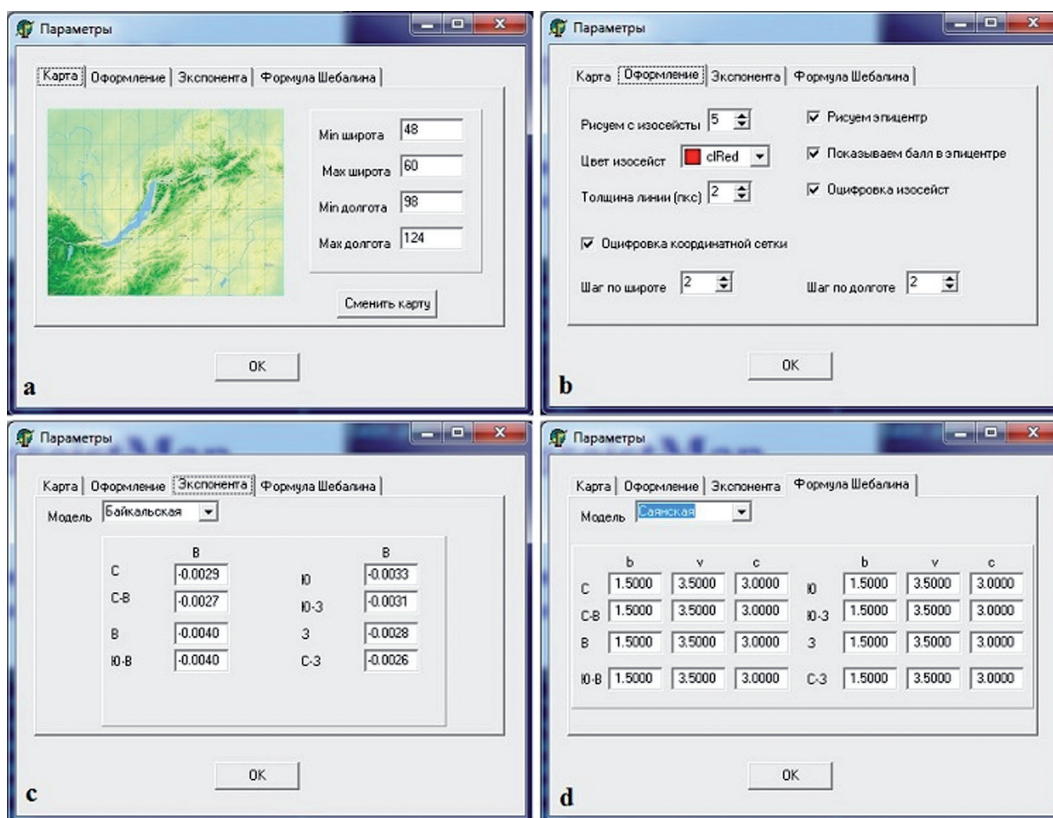 Параметры
Карта Оформление Экспонента Формула Шебалина
Min широта 48
Max широта 60
Min долгота 98
Max долгота 124
Сменить карту
OK
a
Параметры
Карта Оформление Экспонента Формула Шебалина
Рисуем с изосейсты 5
Рисуем эпицентр
Цвет изосейст clRed
Показываем балл в эпицентре
Толщина линии (пкс) 2
Оцифровка изосейст
Оцифровка координатной сетки
Шаг по широте 2
Шаг по долготе 2
OK
b
Параметры
Карта Оформление Экспонента Формула Шебалина
Модель Байкальская
B B
С -0.0029 Ю -0.0033
С-В -0.0027 Ю-З -0.0031
В -0.0040 З -0.0028
Ю-В -0.0040 С-З -0.0026
OK
c
Параметры
Карта Оформление Экспонента Формула Шебалина
Модель Саянская
b v c b v c
С 1.5000 3.5000 3.0000 Ю 1.5000 3.5000 3.0000
С-В 1.5000 3.5000 3.0000 Ю-З 1.5000 3.5000 3.0000
В 1.5000 3.5000 3.0000 З 1.5000 3.5000 3.0000
Ю-В 1.5000 3.5000 3.0000 С-З 1.5000 3.5000 3.0000
OK
d